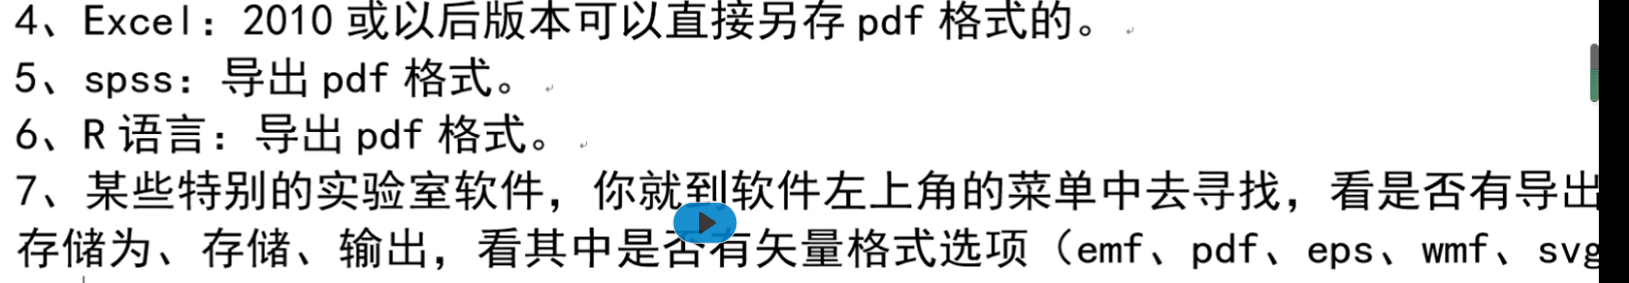 4、Excel：2010 或以后版本可以直接另存 pdf 格式的。
5、spss：导出 pdf 格式。
6、R 语言：导出 pdf 格式。
7、某些特别的实验室软件，你就到软件左上角的菜单中去寻找，看是否有导出
存储为、存储、输出，看其中是否有矢量格式选项（emf、pdf、eps、wmf、svg